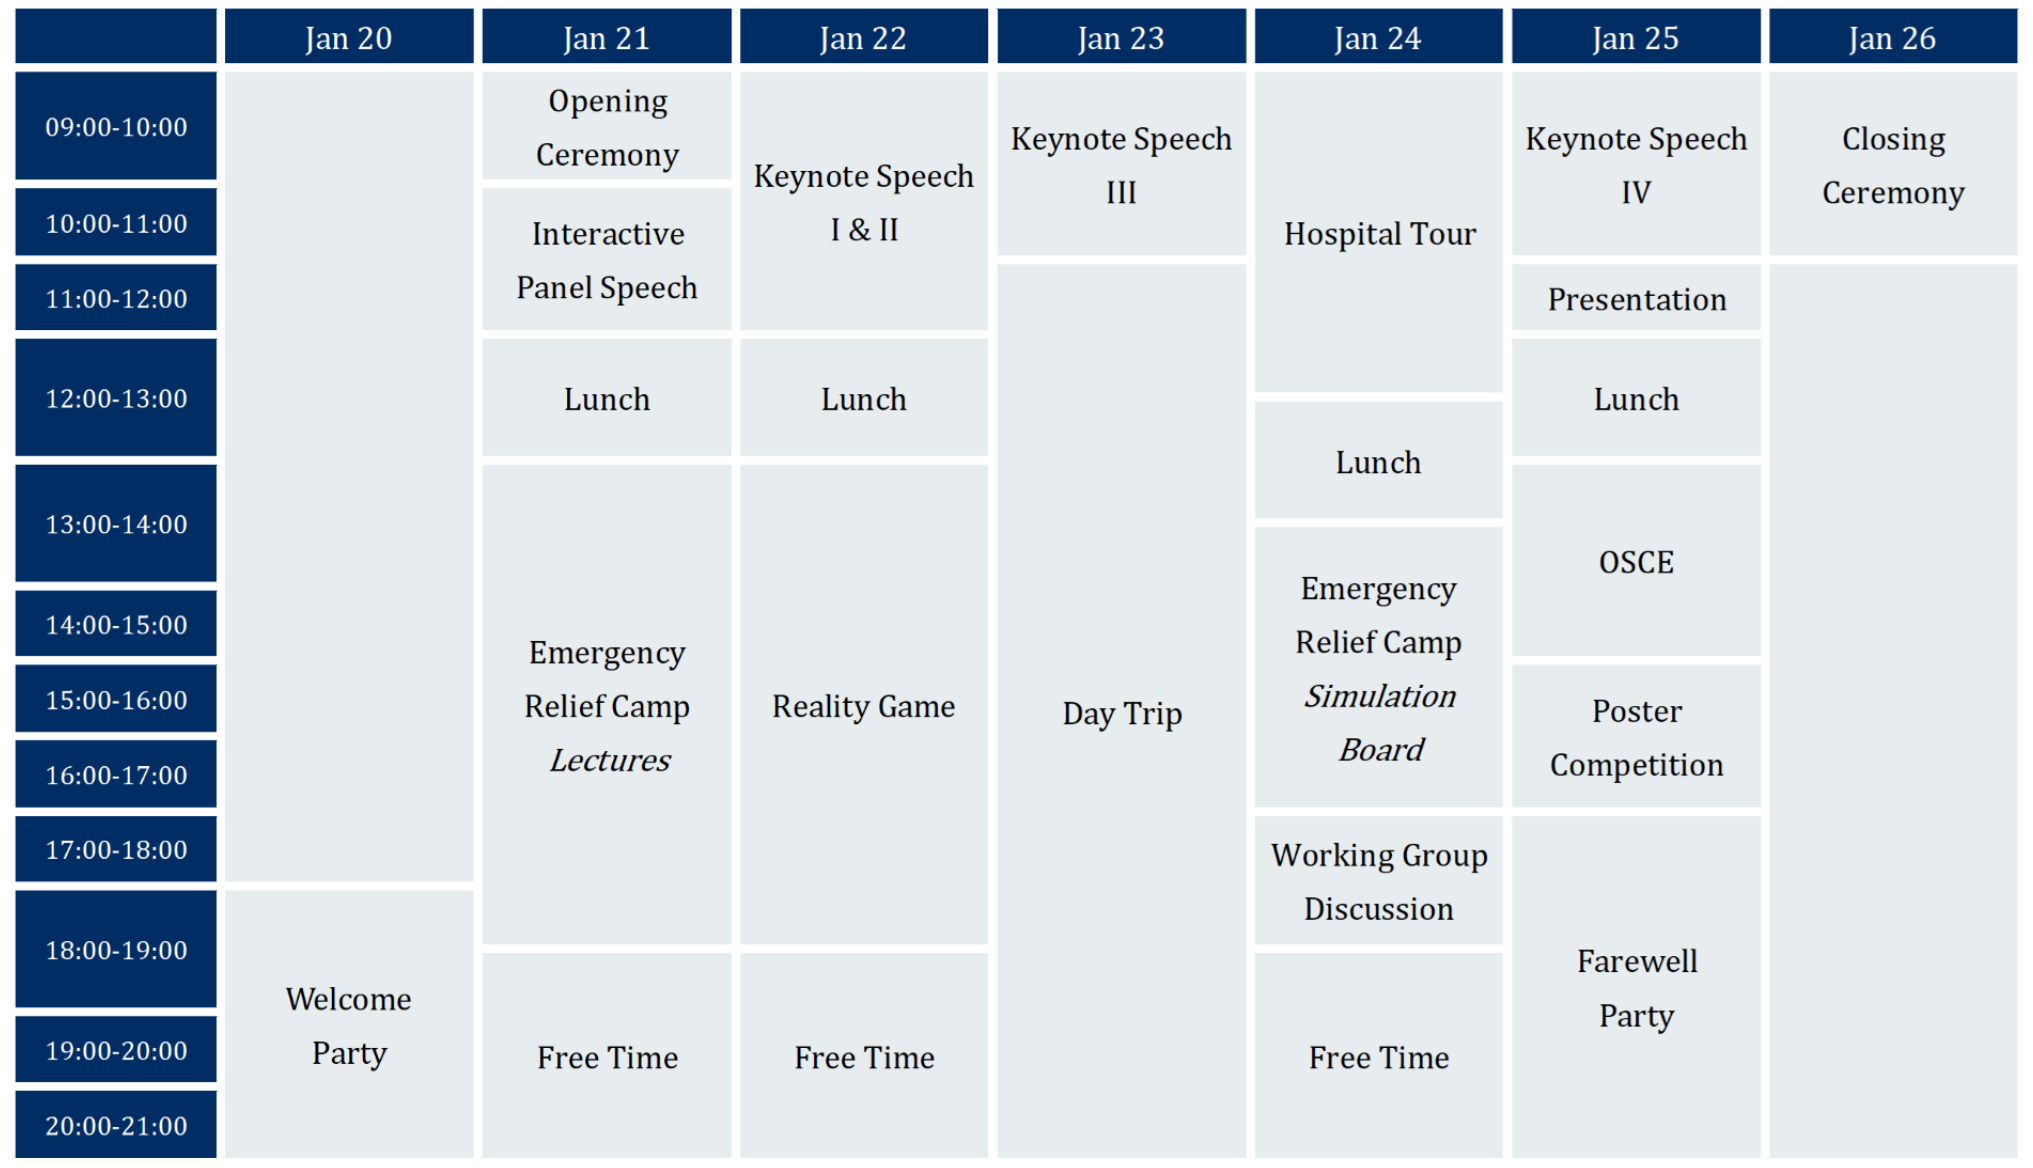 Jan 20
Jan 21
Jan 22
Jan 23
Jan 24
Jan 25
Jan 26
09:00-10:00
Opening
Ceremony
Keynote Speech
I & II
Keynote Speech
III
Hospital Tour
Keynote Speech
IV
Closing
Ceremony
10:00-11:00
Interactive
Panel Speech
11:00-12:00
Day Trip
Presentation
12:00-13:00
Lunch
Lunch
Lunch
Lunch
13:00-14:00
Emergency
Relief Camp
Lectures
Reality Game
Emergency
Relief Camp
Simulation
Board
OSCE
14:00-15:00
15:00-16:00
Poster
Competition
16:00-17:00
17:00-18:00
Working Group
Discussion
Farewell
Party
18:00-19:00
Welcome
Party
Free Time
Free Time
Free Time
19:00-20:00
20:00-21:00